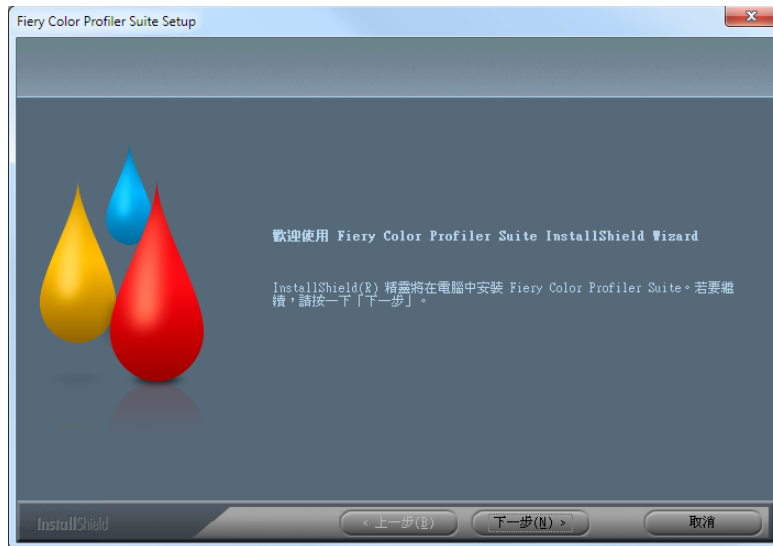 Fiery Color Profiler Suite Setup
歡迎使用 Fiery Color Profiler Suite InstallShield Wizard
InstallShield(R) 精靈將在電腦中安裝 Fiery Color Profiler Suite。若要繼
續，請按一下「下一步」。
InstallShield
< 上一步(B)
下一步(N) >
取消